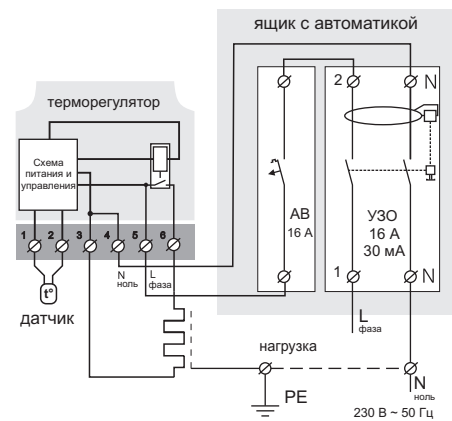 ящик с автоматикой
терморегулятор
Схема
питания и
управления
1 2 3 4 5 6
N
ноль
L
фаза
t°
датчик
АВ
16 А
2
N
УЗО
16 А
30 мА
1
N
L
фаза
нагрузка
PE
N
ноль
230 В ~ 50 Гц